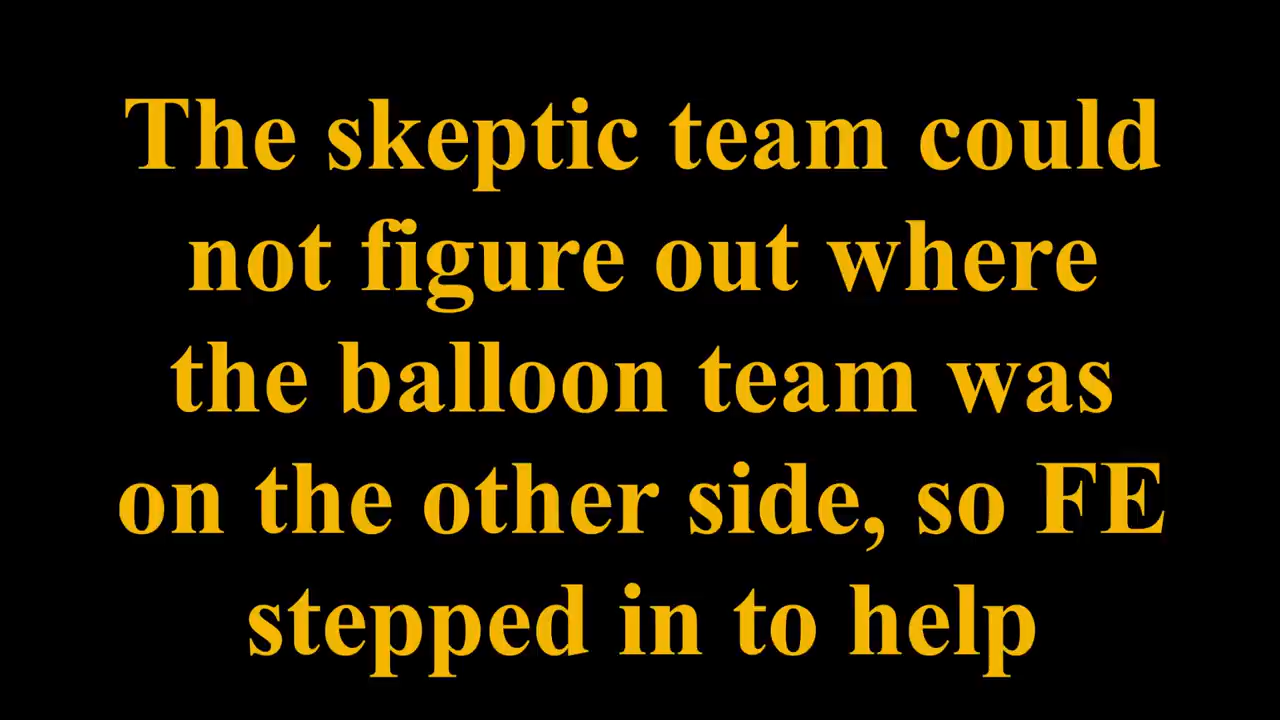 The skeptic team could
not figure out where
the balloon team was
on the other side, so FE
stepped in to help